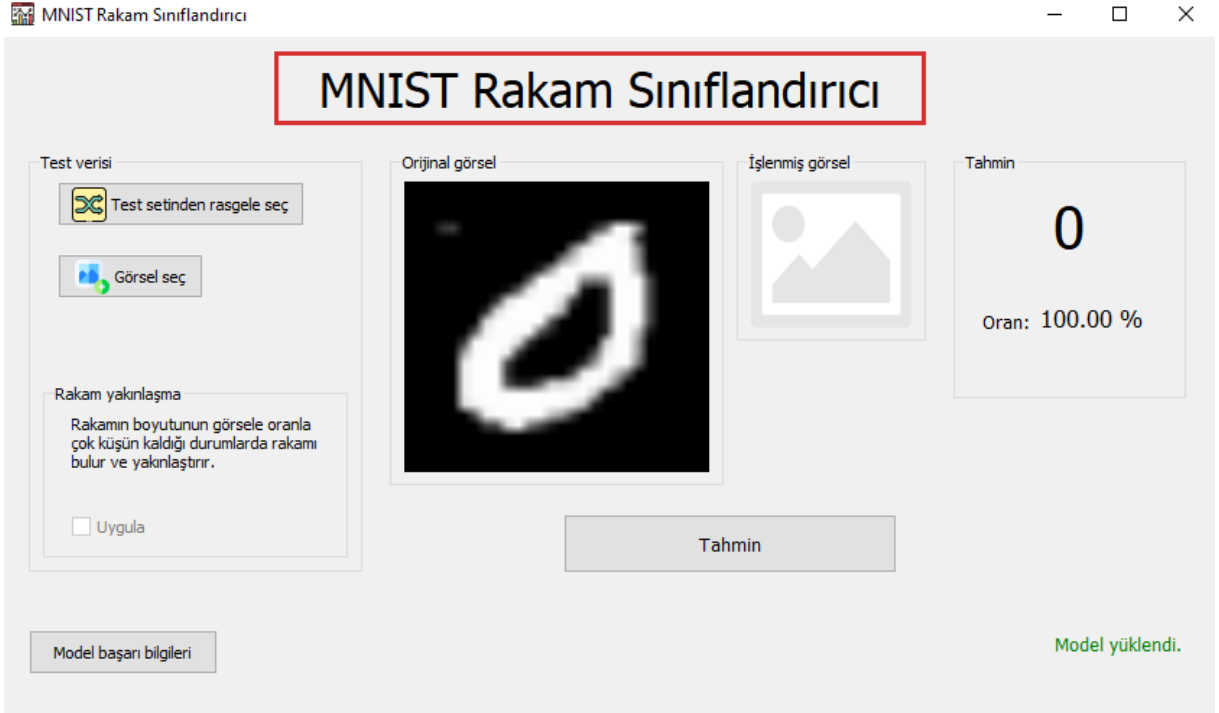 MNIST Rakam Sınıflandırıcı
MNIST Rakam Sınıflandırıcı
Test verisi
Test setinden rasgele seç
Görsel seç
Rakam yakınlaşma
Rakamın boyutunun görsele oranla
çok küşün kaldığı durumlarda rakamı
bulur ve yakınlaştırır.
Uygula
Orijinal görsel
İşlenmiş görsel
Tahmin
0
Oran: 100.00 %
Tahmin
Model başarı bilgileri
Model yüklendi.